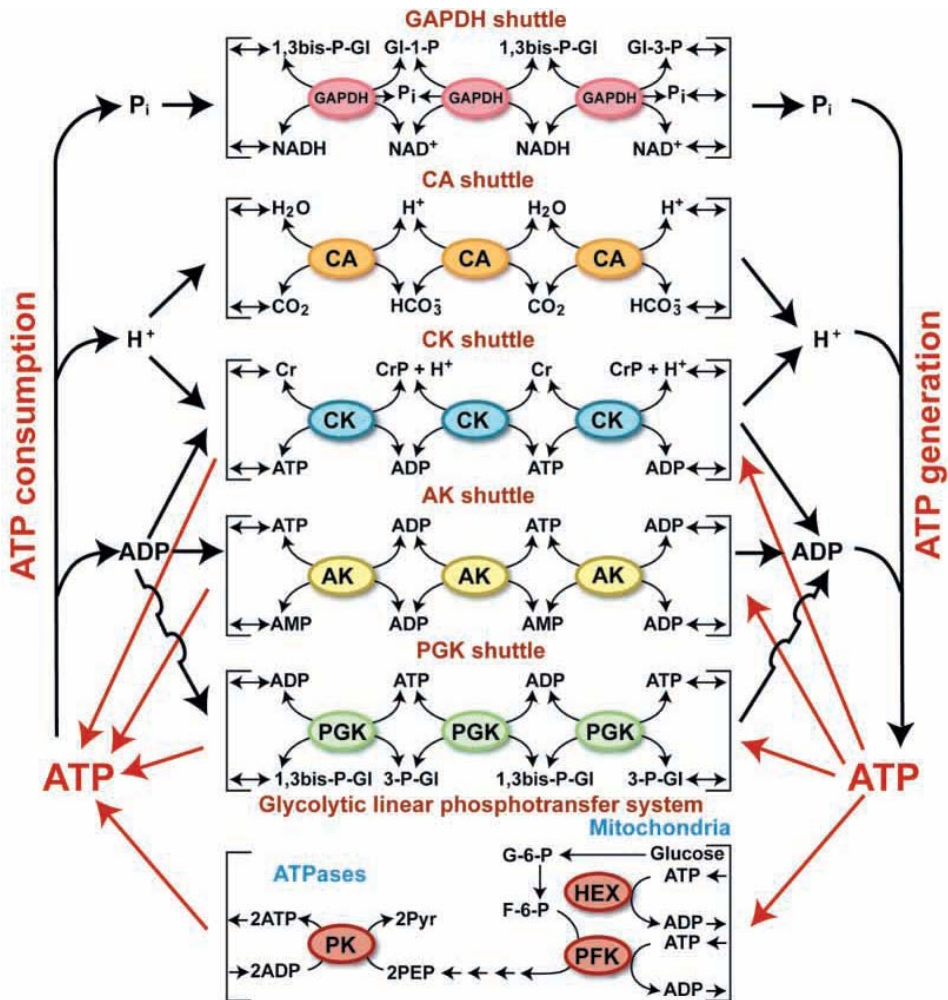 GAPDH shuttle
1,3bis-P-Gl Gl-1-P 1,3bis-P-Gl Gl-3-P
Pi GAPDH Pi GAPDH GAPDH Pi Pi
NADH NAD+ NADH NAD+
CA shuttle
H2O H+ H2O H+
CA CA CA
CO2 HCO3- CO2 HCO3-
H+ H+
CK shuttle
Cr CrP + H+ Cr CrP + H+
CK CK CK
ATP ADP ATP ADP
ATP consumption
ATP generation
AK shuttle
ATP ADP ATP ADP
ADP ADP
AK AK AK
AMP ADP AMP ADP
PGK shuttle
ADP ATP ADP ATP
PGK PGK PGK
ATP ATP
1,3bis-P-Gl 3-P-Gl 1,3bis-P-Gl 3-P-Gl
Glycolytic linear phosphotransfer system
Mitochondria
ATPases
G-6-P Glucose
ATP
HEX
F-6-P
ADP
2ATP 2Pyr
ATP
PK PFK
2ADP 2PEP
ADP